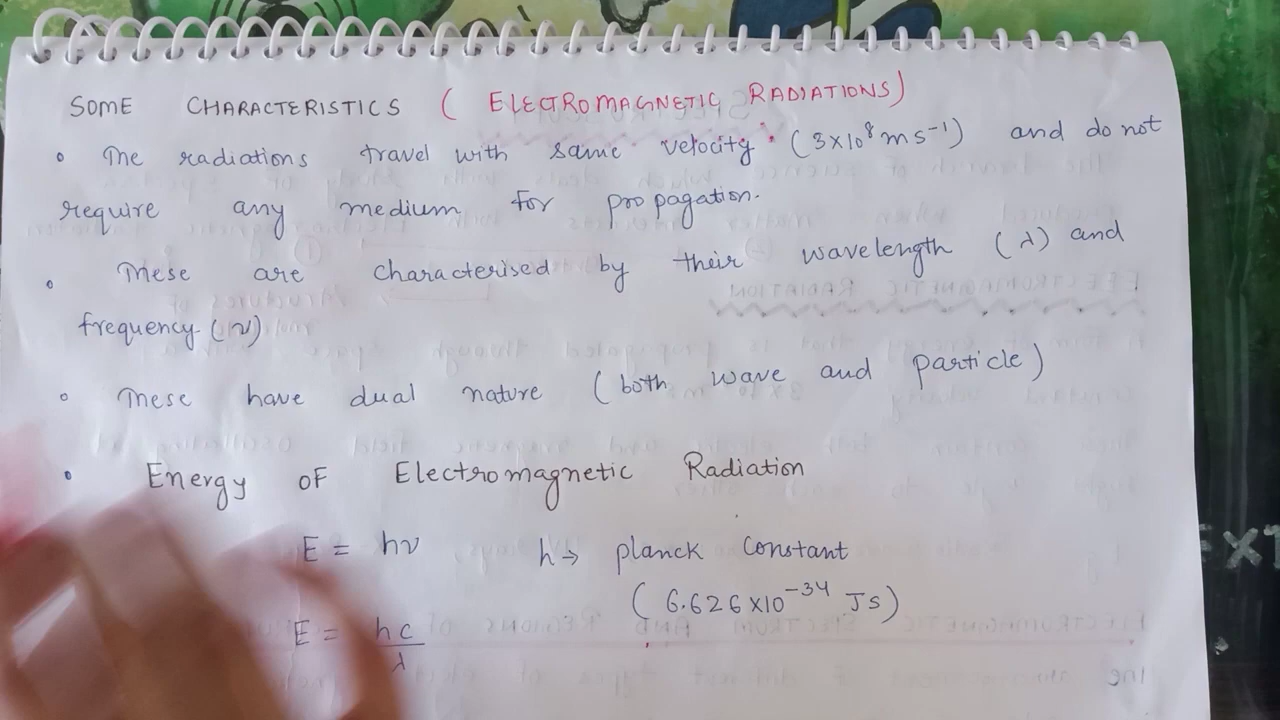 SOME CHARACTERISTICS ( ELECTROMAGNETIC RADIATIONS)
• The radiations travel with same velocity (3×10⁸ms⁻¹) and do not
require any medium for propagation.
• These are characterised by their wavelength (λ) and
frequency (ν)
• These have dual nature (both wave and particle)
• Energy OF Electromagnetic Radiation
E = hν h→ planck constant
(6.626×10⁻³⁴ Js)
E = hc/λ